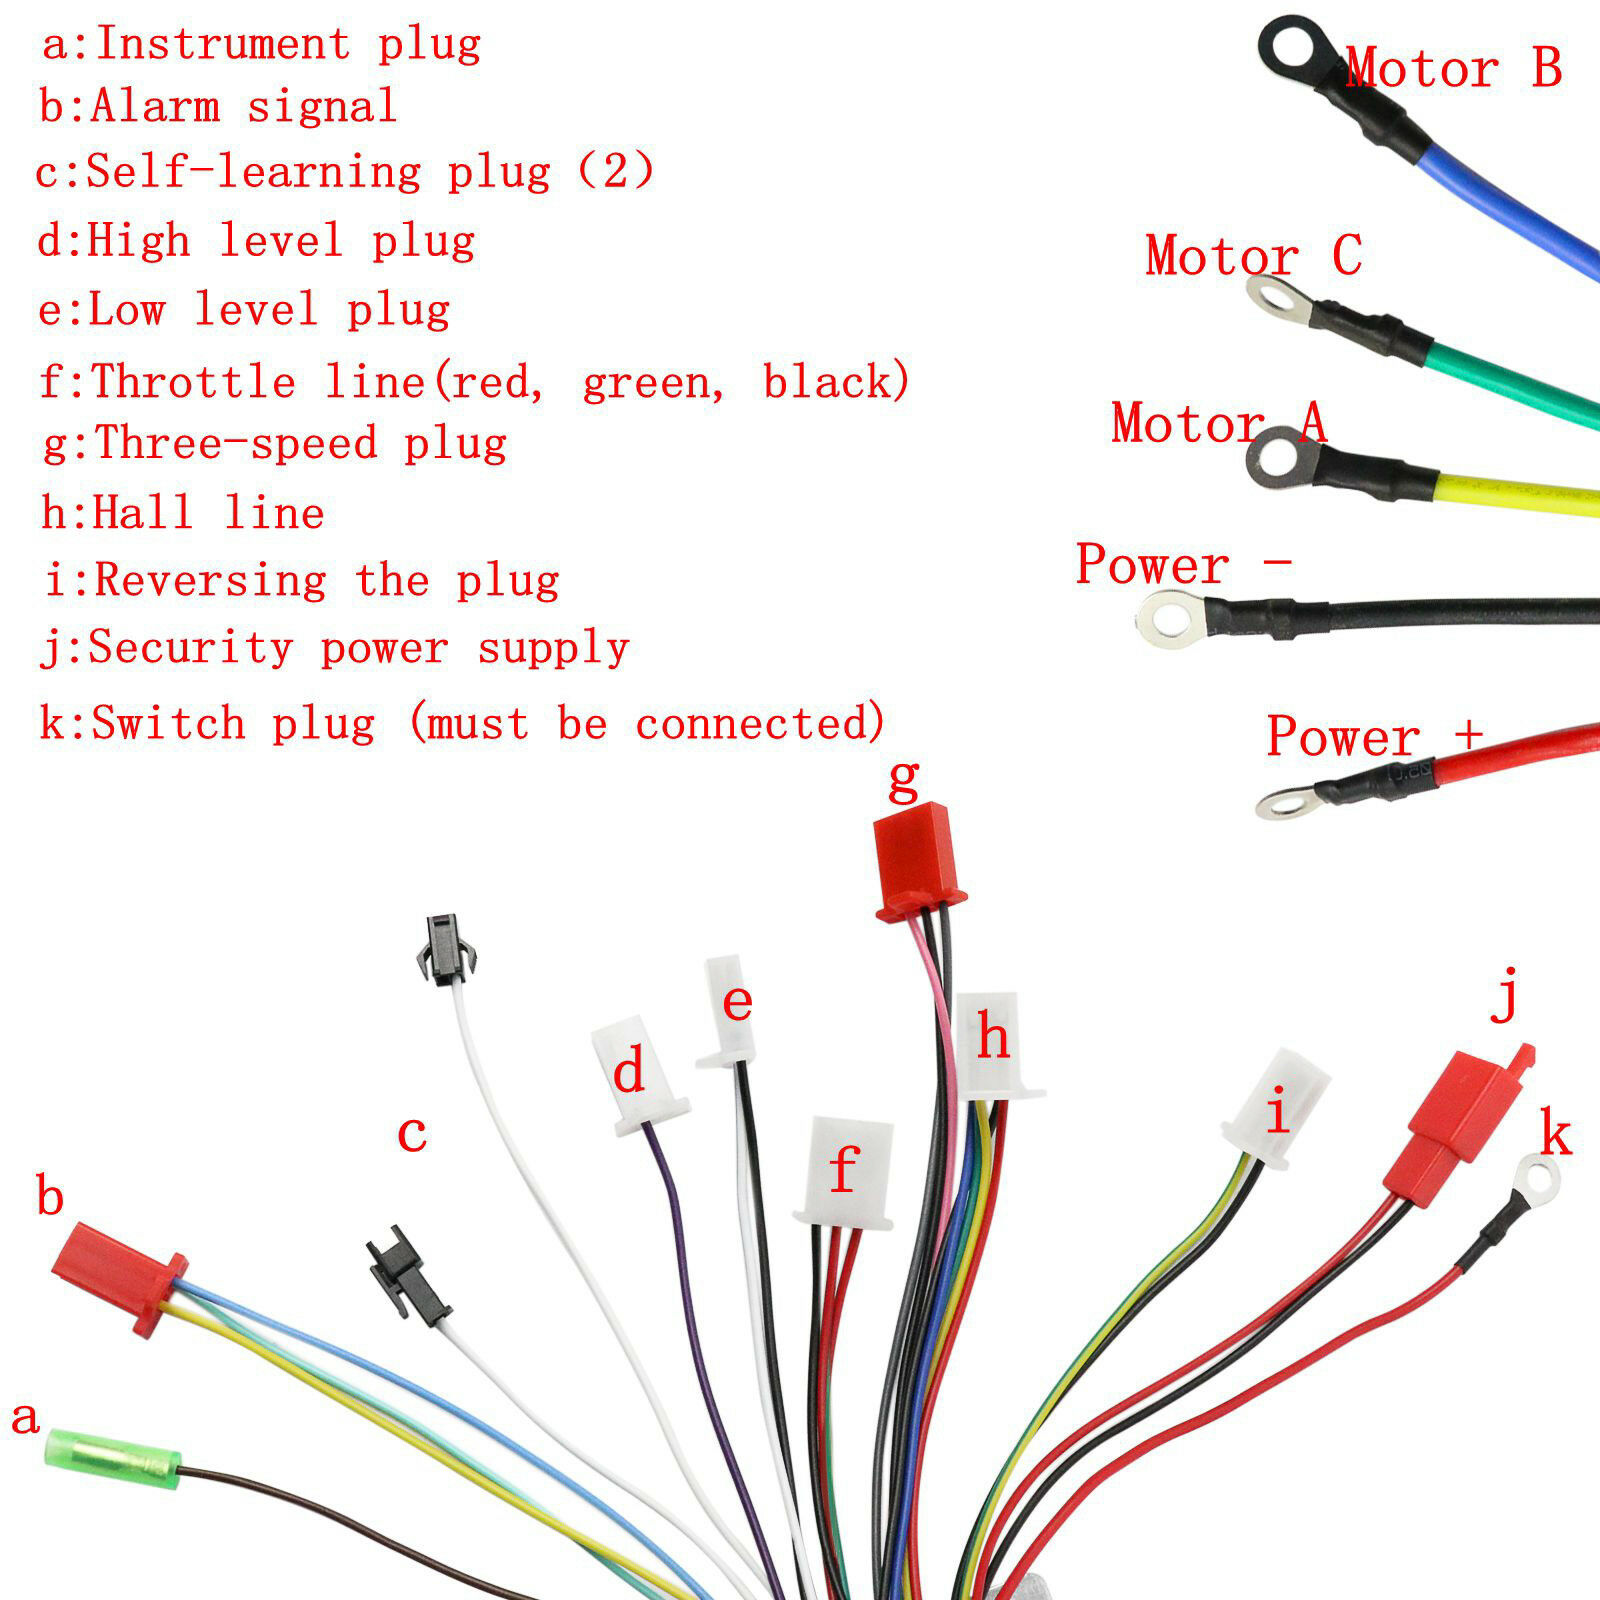 a:Instrument plug
b:Alarm signal
c:Self-learning plug（2）
d:High level plug
e:Low level plug
f:Throttle line(red, green, black)
g:Three-speed plug
h:Hall line
i:Reversing the plug
j:Security power supply
k:Switch plug (must be connected)
Motor B
Motor C
Motor A
Power -
Power +
g
e
d
h
j
c
f
i
k
b
a